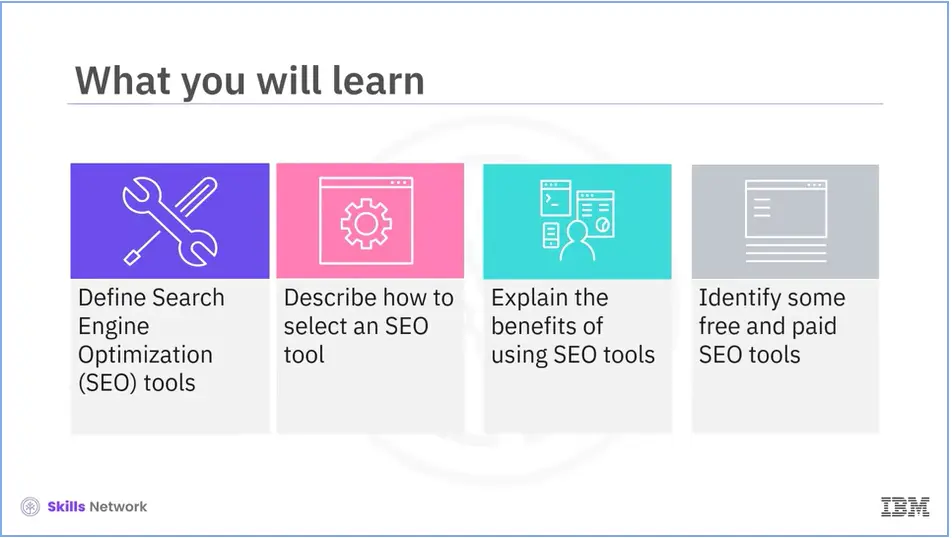 What you will learn
Define Search
Engine
Optimization
(SEO) tools
Describe how to
select an SEO
tool
Explain the
benefits of
using SEO tools
Identify some
free and paid
SEO tools
Skills Network
IBM